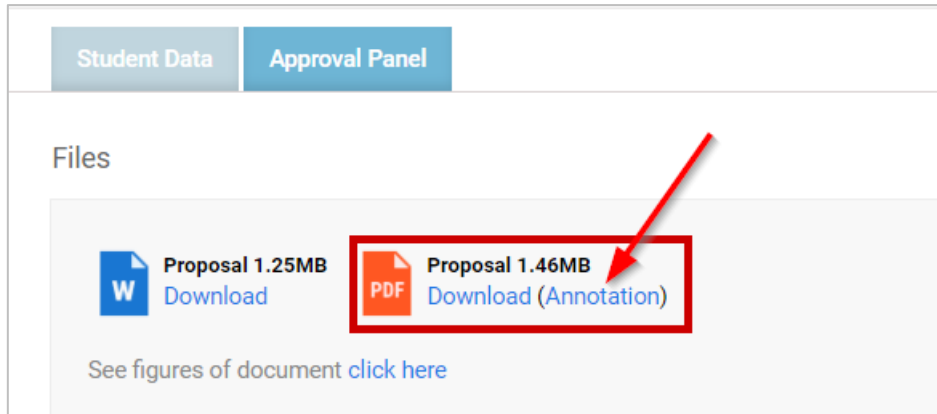 Student Data Approval Panel
Files
Proposal 1.25MB Proposal 1.46MB
W Download PDF Download (Annotation)
See figures of document click here